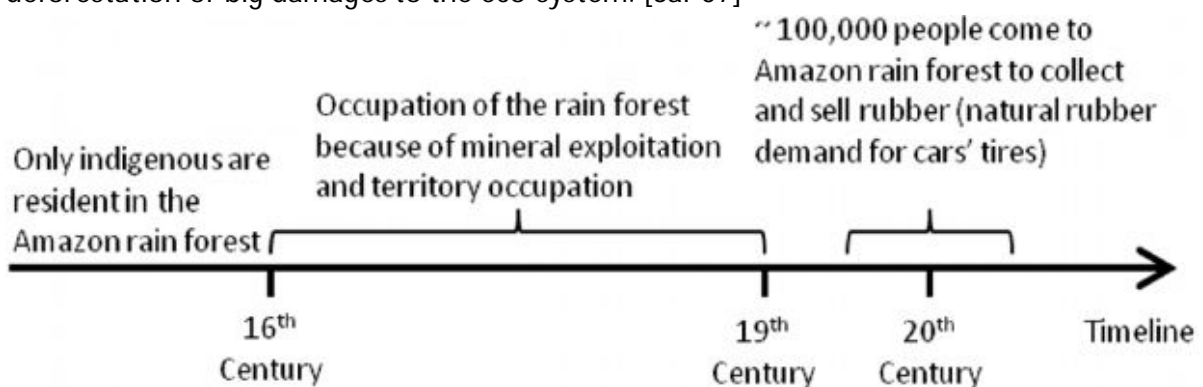 ~ 100,000 people come to
Amazon rain forest to collect
and sell rubber (natural rubber
demand for cars' tires)
Occupation of the rain forest
because of mineral exploitation
and territory occupation
Only indigenous are
resident in the
Amazon rain forest
16th
Century
19th
Century
20th
Century
Timeline